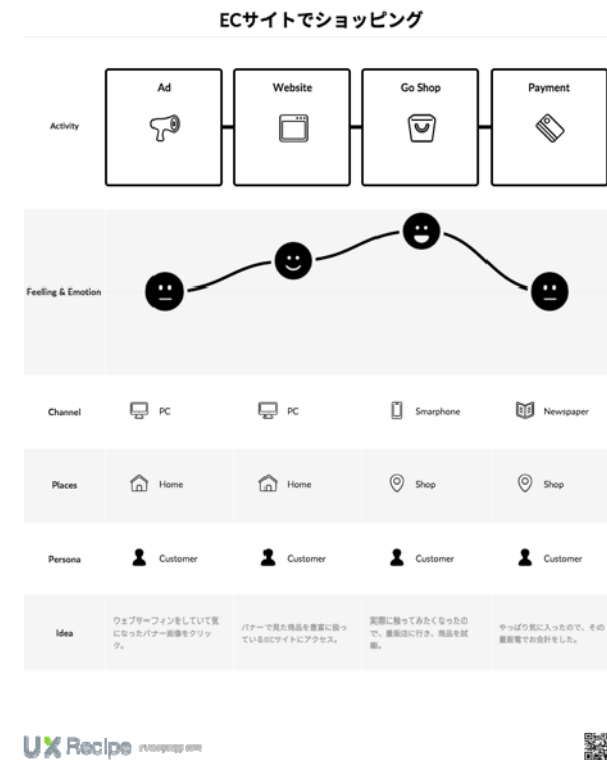 ECサイトでショッピング
Ad
Website
Go Shop
Payment
Activity
Feelling & Emotion
Channel
PC
PC
Smarphone
Newspaper
Places
Home
Home
Shop
Shop
Persona
Customer
Customer
Customer
Customer
Idea
ウェブサーフィンをしていて気
になったバナー画像をクリッ
ク。
バナーで見た商品を豊富に扱っ
ているECサイトにアクセス。
実際に触ってみたくなったの
で、量販店に行き、商品を試
やっぱり気に入ったので、その
量販電でお会計をした。
UX Recipe